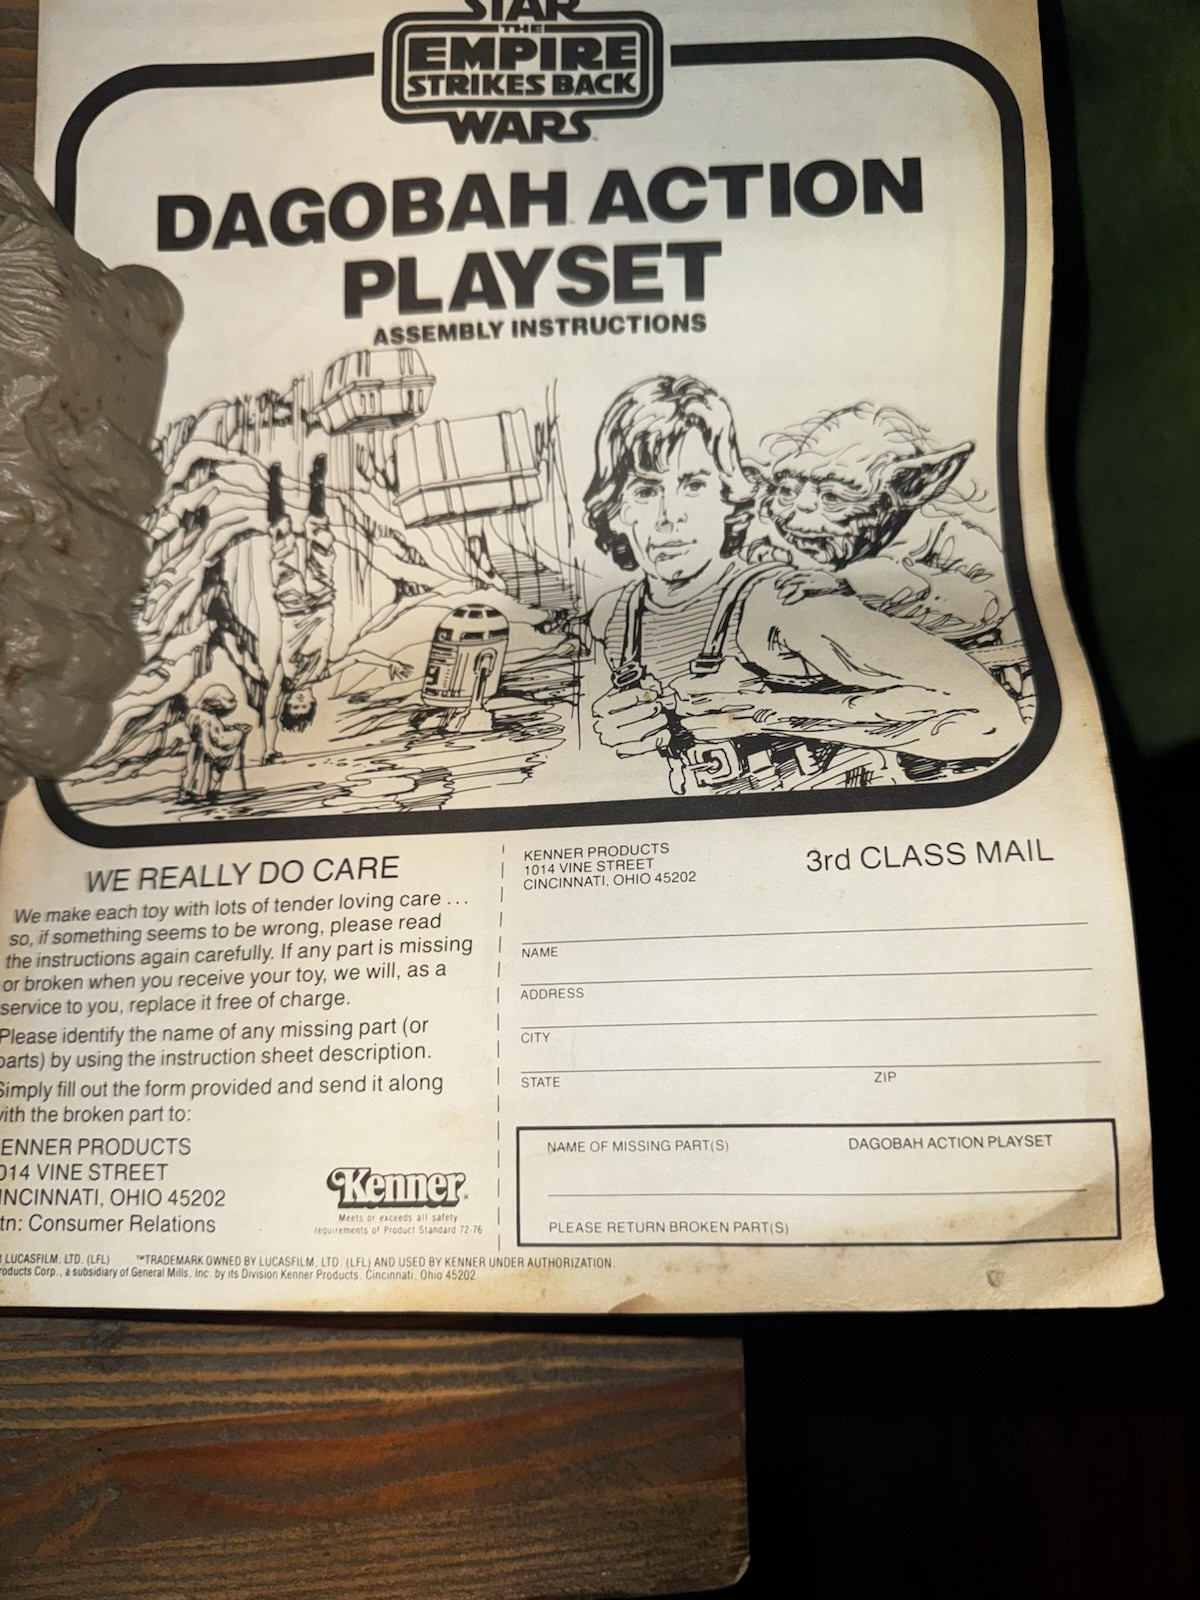 STAR
THE
EMPIRE
STRIKES BACK
WARS
DAGOBAH ACTION
PLAYSET
ASSEMBLY INSTRUCTIONS
WE REALLY DO CARE
We make each toy with lots of tender loving care ...
so, if something seems to be wrong, please read
the instructions again carefully. If any part is missing
or broken when you receive your toy, we will, as a
service to you, replace it free of charge.
Please identify the name of any missing part (or
parts) by using the instruction sheet description.
Simply fill out the form provided and send it along
with the broken part to:
KENNER PRODUCTS
1014 VINE STREET
CINCINNATI, OHIO 45202
tn: Consumer Relations
Kenner
Meets or exceeds all safety
requirements of Product Standard 72-76
KENNER PRODUCTS
1014 VINE STREET
CINCINNATI, OHIO 45202
3rd CLASS MAIL
NAME
ADDRESS
CITY
STATE ZIP
NAME OF MISSING PART(S) DAGOBAH ACTION PLAYSET
PLEASE RETURN BROKEN PART(S)
LUCASFILM, LTD. (LFL) ™TRADEMARK OWNED BY LUCASFILM, LTD. (LFL) AND USED BY KENNER UNDER AUTHORIZATION.
roducts Corp., a subsidiary of General Mills, Inc. by its Division Kenner Products, Cincinnati, Ohio 45202